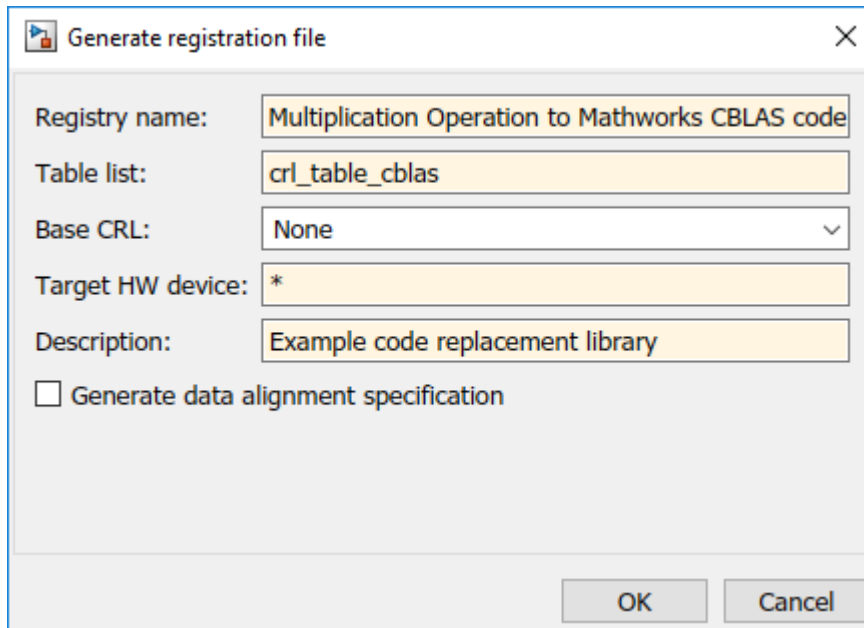 Generate registration file
Registry name: Multiplication Operation to Mathworks CBLAS code
Table list: crl_table_cblas
Base CRL: None
Target HW device: *
Description: Example code replacement library
Generate data alignment specification
OK Cancel